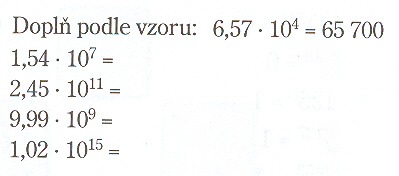 Doplň podle vzoru: 6,57 · 10⁴ = 65 700
1,54 · 10⁷ =
2,45 · 10¹¹ =
9,99 · 10⁹ =
1,02 · 10¹⁵ =